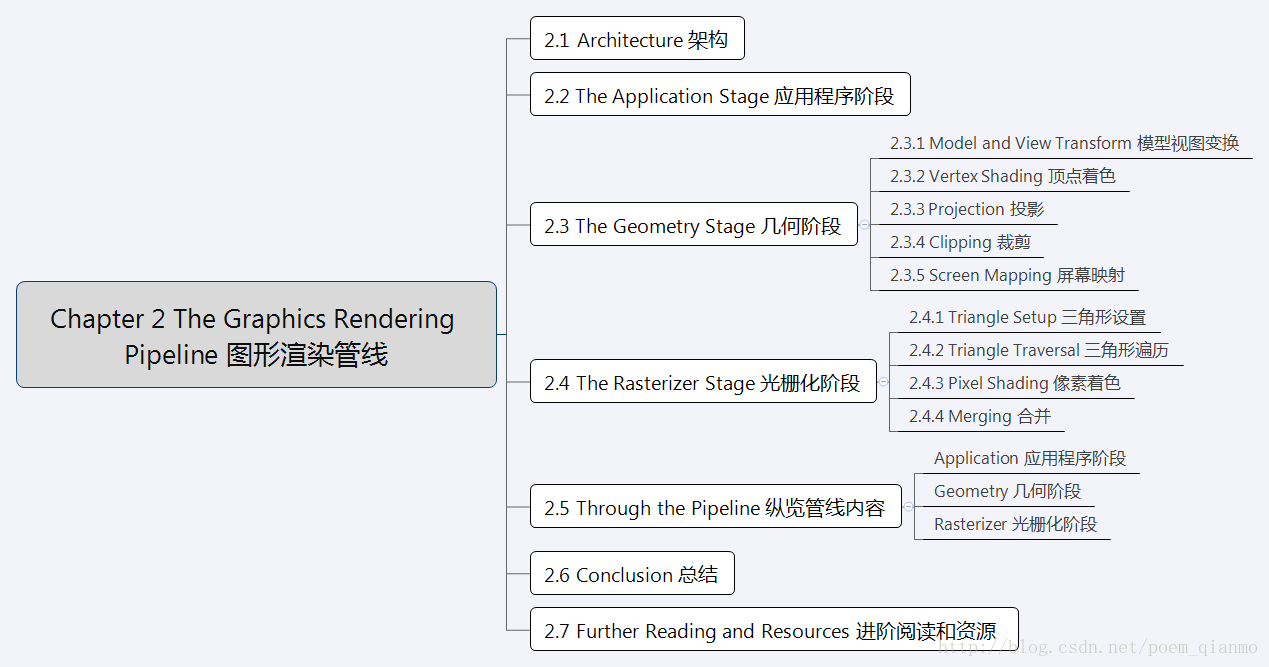 Chapter 2 The Graphics Rendering
Pipeline 图形渲染管线
2.1 Architecture 架构
2.2 The Application Stage 应用程序阶段
2.3 The Geometry Stage 几何阶段
2.3.1 Model and View Transform 模型视图变换
2.3.2 Vertex Shading 顶点着色
2.3.3 Projection 投影
2.3.4 Clipping 裁剪
2.3.5 Screen Mapping 屏幕映射
2.4 The Rasterizer Stage 光栅化阶段
2.4.1 Triangle Setup 三角形设置
2.4.2 Triangle Traversal 三角形遍历
2.4.3 Pixel Shading 像素着色
2.4.4 Merging 合并
2.5 Through the Pipeline 纵览管线内容
Application 应用程序阶段
Geometry 几何阶段
Rasterizer 光栅化阶段
2.6 Conclusion 总结
2.7 Further Reading and Resources 进阶阅读和资源
http://blog.csdn.net/poem_qianmo